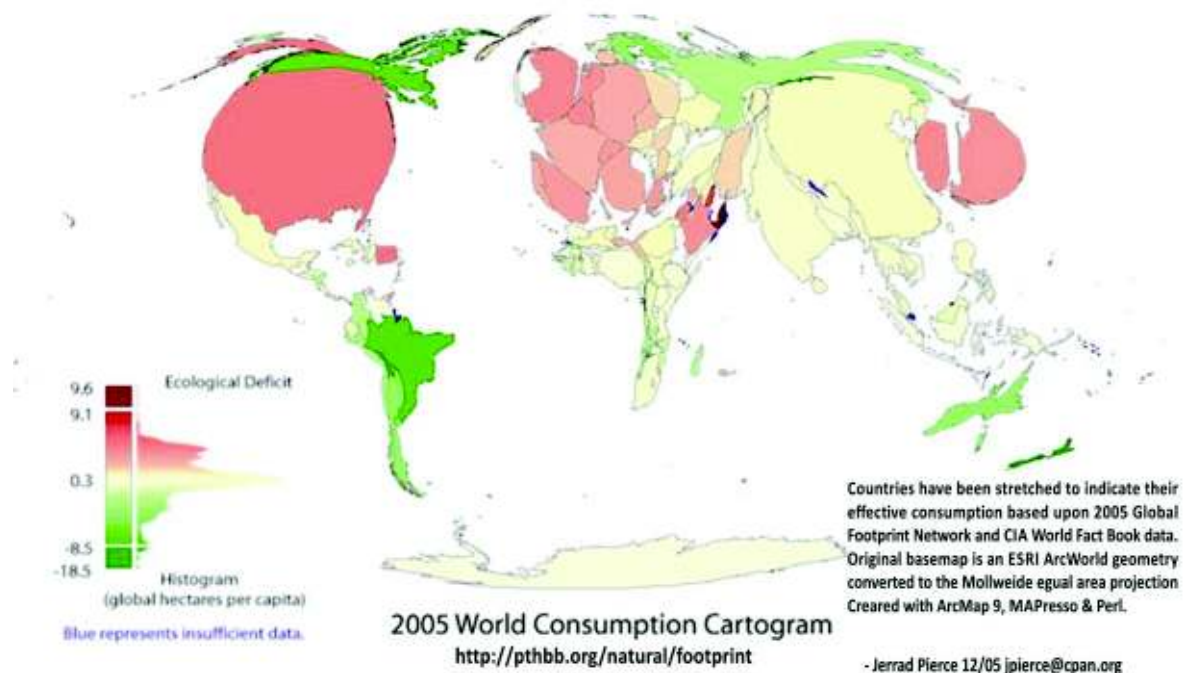 Ecological Deficit
9.6
9.1
0.3
-8.5
-18.5
Histogram
(global hectares per capita)
Blue represents insufficient data.
2005 World Consumption Cartogram
http://pthbb.org/natural/footprint
Countries have been stretched to indicate their
effective consumption based upon 2005 Global
Footprint Network and CIA World Fact Book data.
Original basemap is an ESRI ArcWorld geometry
converted to the Mollweide egual area projection
Creared with ArcMap 9, MAPresso & Perl.
- Jerrad Pierce 12/05 jpierce@cpan.org